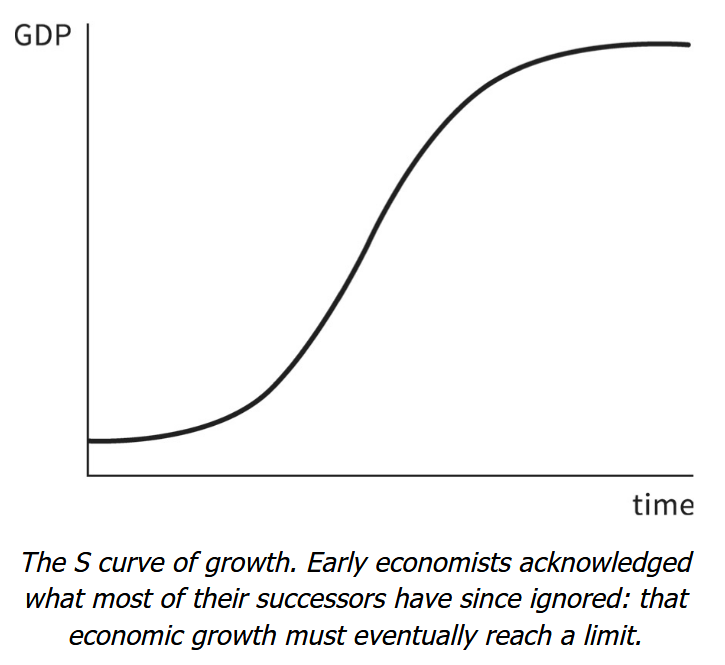 GDP
time
The S curve of growth. Early economists acknowledged
what most of their successors have since ignored: that
economic growth must eventually reach a limit.